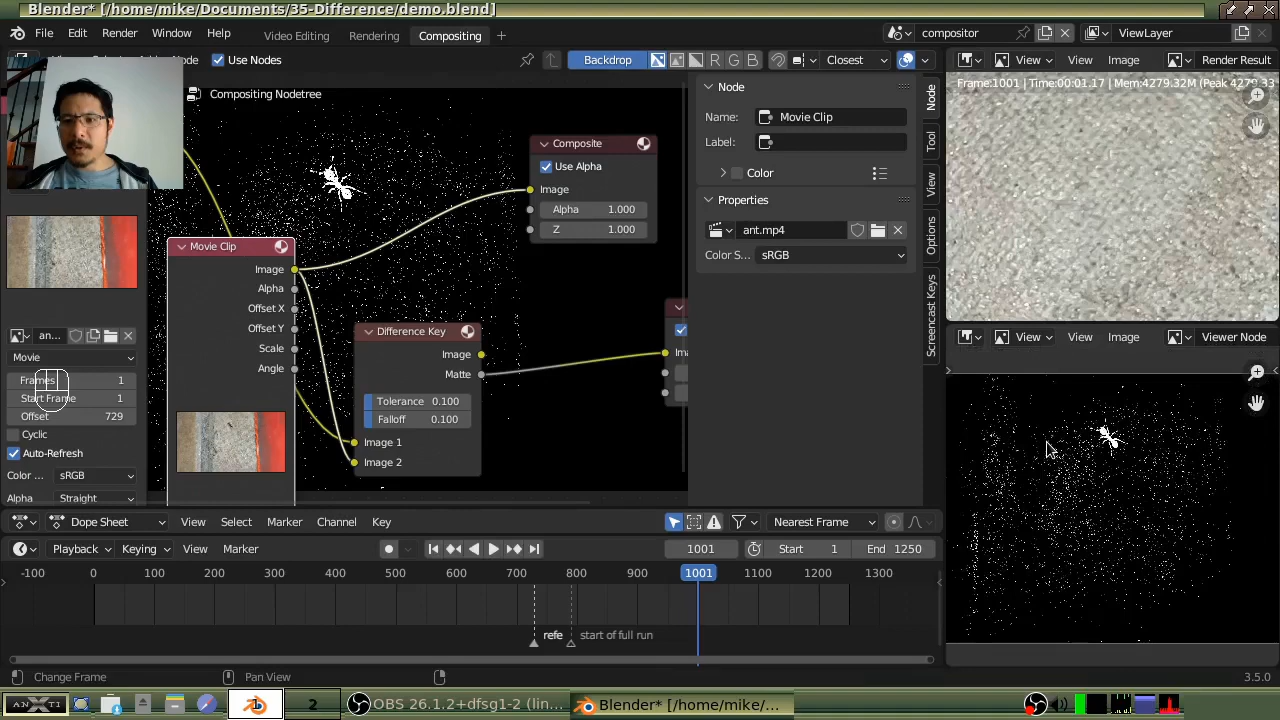 Blender* [/home/mike/Documents/35-Difference/demo.blend]
File Edit Render Window Help
Video Editing Rendering Compositing +
compositor
ViewLayer
Use Nodes
Backdrop
R G B
Closest
Compositing Nodetree
Composite
Use Alpha
Image
Alpha 1.000
Z 1.000
Movie Clip
Image
Alpha
Offset X
Offset Y
Scale
Angle
Difference Key
Image
Matte
Tolerance 0.100
Falloff 0.100
Image 1
Image 2
an...
Movie
Frames 1
Start Frame 1
Offset 729
Cyclic
Auto-Refresh
Color ... sRGB
Alpha Straight
Node
Name: Movie Clip
Label:
Color
Properties
ant.mp4
Color S... sRGB
Node
Tool
View
Options
Screencast Keys
View View Image Render Result
Frame:1001 | Time:00:01.17 | Mem:4279.32M (Peak 4279.33
View View Image Viewer Node
Dope Sheet View Select Marker Channel Key
Nearest Frame
Playback Keying View Marker
1001 Start 1 End 1250
-100 0 100 200 300 400 500 600 700 800 900 1001 1100 1200 1300
refe start of full run
Change Frame Pan View
3.5.0
2
OBS 26.1.2+dfsg1-2 (lin...
Blender* [/home/mike/...